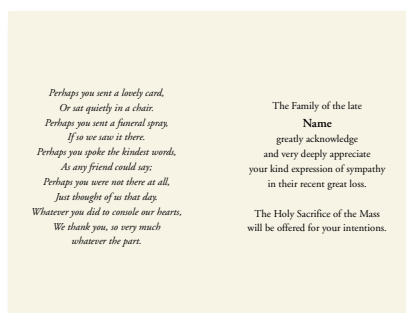 Perhaps you sent a lovely card,
Or sat quietly in a chair.
Perhaps you sent a funeral spray,
If so we saw it there.
Perhaps you spoke the kindest words,
As any friend could say;
Perhaps you were not there at all,
Just thought of us that day.
Whatever you did to console our hearts,
We thank you, so very much
whatever the part.
The Family of the late
Name
greatly acknowledge
and very deeply appreciate
your kind expression of sympathy
in their recent great loss.
The Holy Sacrifice of the Mass
will be offered for your intentions.